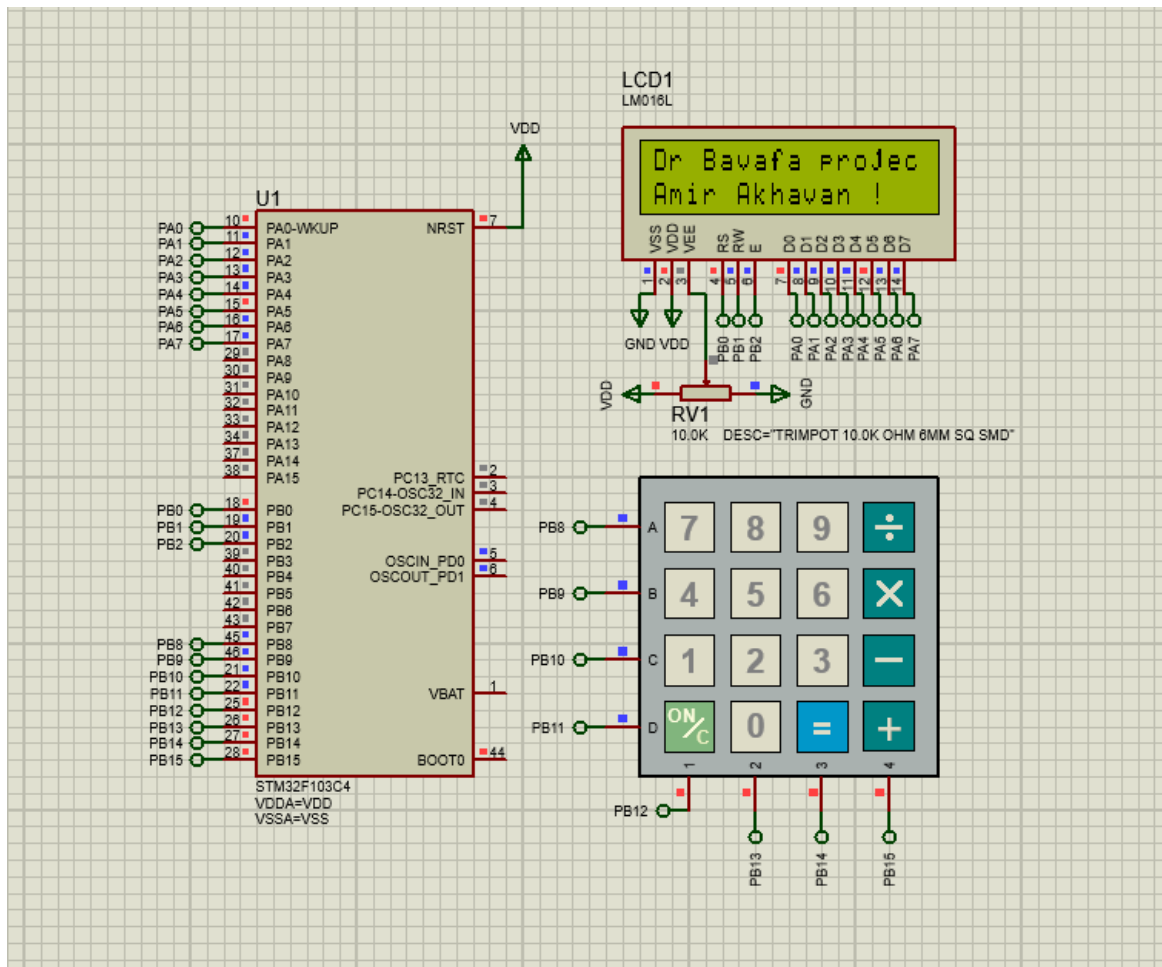 LCD1
LM016L
Dr Bavafa projec
Amir Akhavan !
VSS VDD VEE RS RW E D0 D1 D2 D3 D4 D5 D6 D7
1 2 3 4 5 6 7 8 9 10 11 12 13 14
GND VDD PB0 PB1 PB2 PA0 PA1 PA2 PA3 PA4 PA5 PA6 PA7
VDD GND
RV1
10.0K DESC="TRIMPOT 10.0K OHM 6MM SQ SMD"
VDD
U1
PA0 10 PA0-WKUP NRST 7
PA1 11 PA1
PA2 12 PA2
PA3 13 PA3
PA4 14 PA4
PA5 15 PA5
PA6 16 PA6
PA7 17 PA7
29 PA8
30 PA9
31 PA10
32 PA11
33 PA12
34 PA13
37 PA14
38 PA15 PC13_RTC 2
PC14-OSC32_IN 3
PB0 18 PB0 PC15-OSC32_OUT 4
PB1 19 PB1
PB2 20 PB2
39 PB3 OSCIN_PD0 5
40 PB4 OSCOUT_PD1 6
41 PB5
42 PB6
43 PB7
PB8 45 PB8
PB9 46 PB9
PB10 21 PB10
PB11 22 PB11 VBAT 1
PB12 25 PB12
PB13 26 PB13
PB14 27 PB14
PB15 28 PB15 BOOT0 44
STM32F103C4
VDDA=VDD
VSSA=VSS
PB8 A 7 8 9 ÷
PB9 B 4 5 6 ×
PB10 C 1 2 3 −
PB11 D ON/C 0 = +
1 2 3 4
PB12 PB13 PB14 PB15